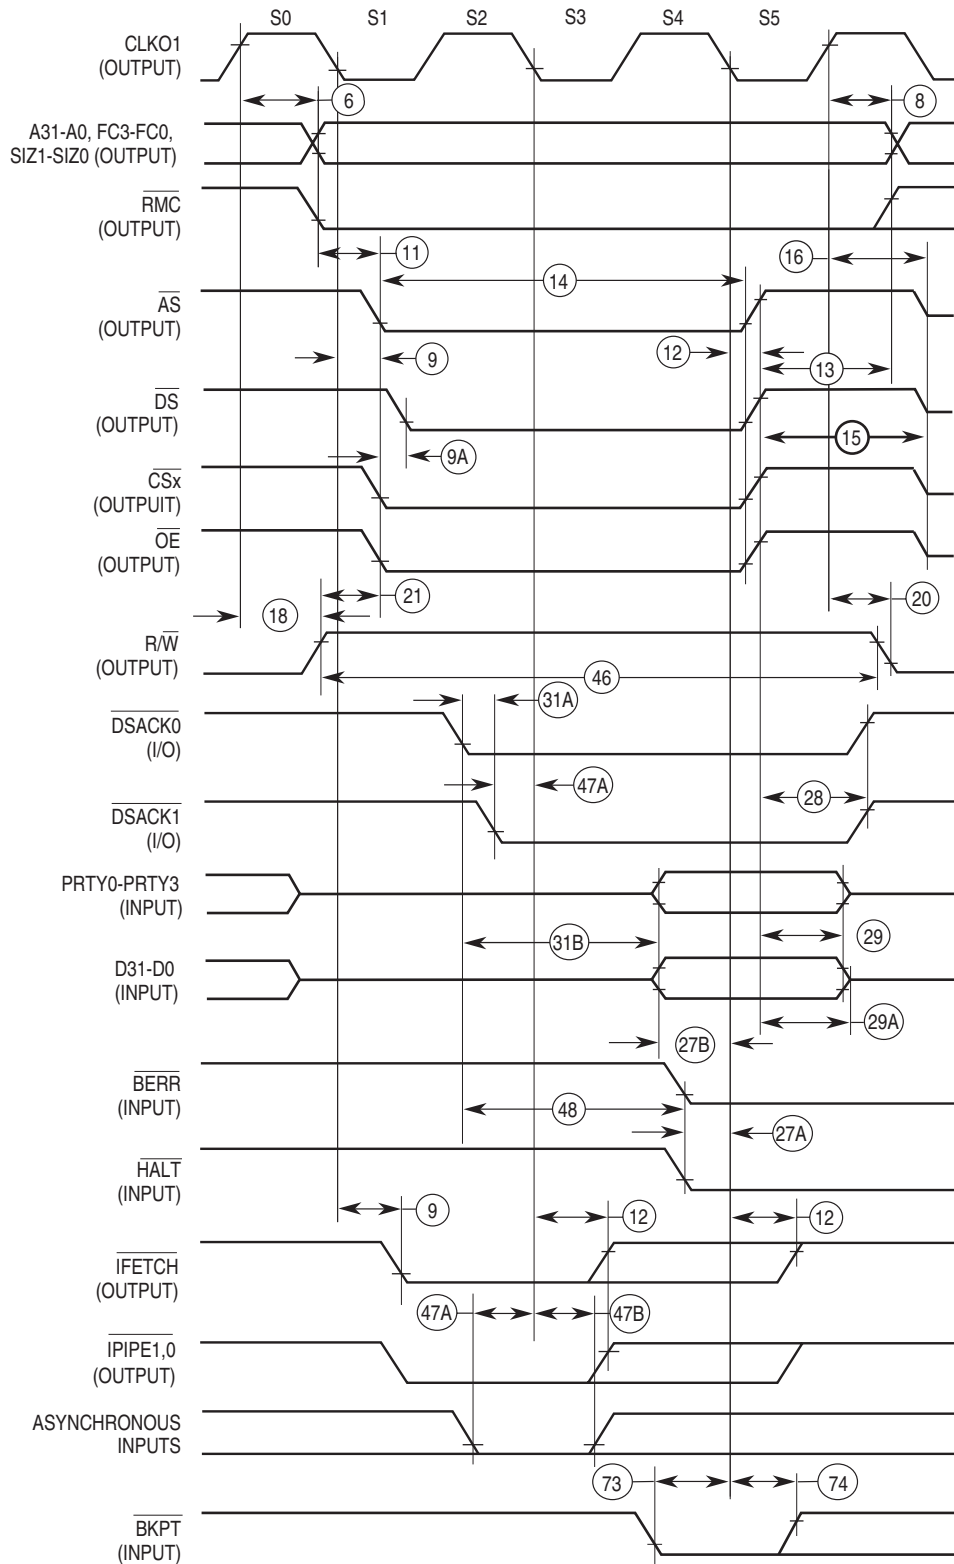 S0 S1 S2 S3 S4 S5
CLKO1
(OUTPUT)
6 8
A31-A0, FC3-FC0,
SIZ1-SIZ0 (OUTPUT)
RMC
(OUTPUT)
11 16
14
AS
(OUTPUT)
9 12
13
DS
(OUTPUT)
15
9A
CSx
(OUTPUIT)
OE
(OUTPUT)
21 20
18
R/W
(OUTPUT)
46
31A
DSACK0
(I/O)
47A
28
DSACK1
(I/O)
PRTY0-PRTY3
(INPUT)
31B 29
D31-D0
(INPUT)
29A
27B
BERR
(INPUT)
48
27A
HALT
(INPUT)
9 12 12
IFETCH
(OUTPUT)
47A 47B
IPIPE1,0
(OUTPUT)
ASYNCHRONOUS
INPUTS
73 74
BKPT
(INPUT)